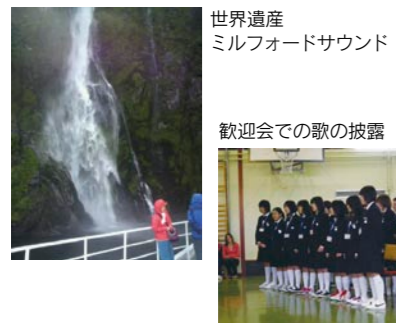 世界遺産
ミルフォードサウンド
歓迎会での歌の披露